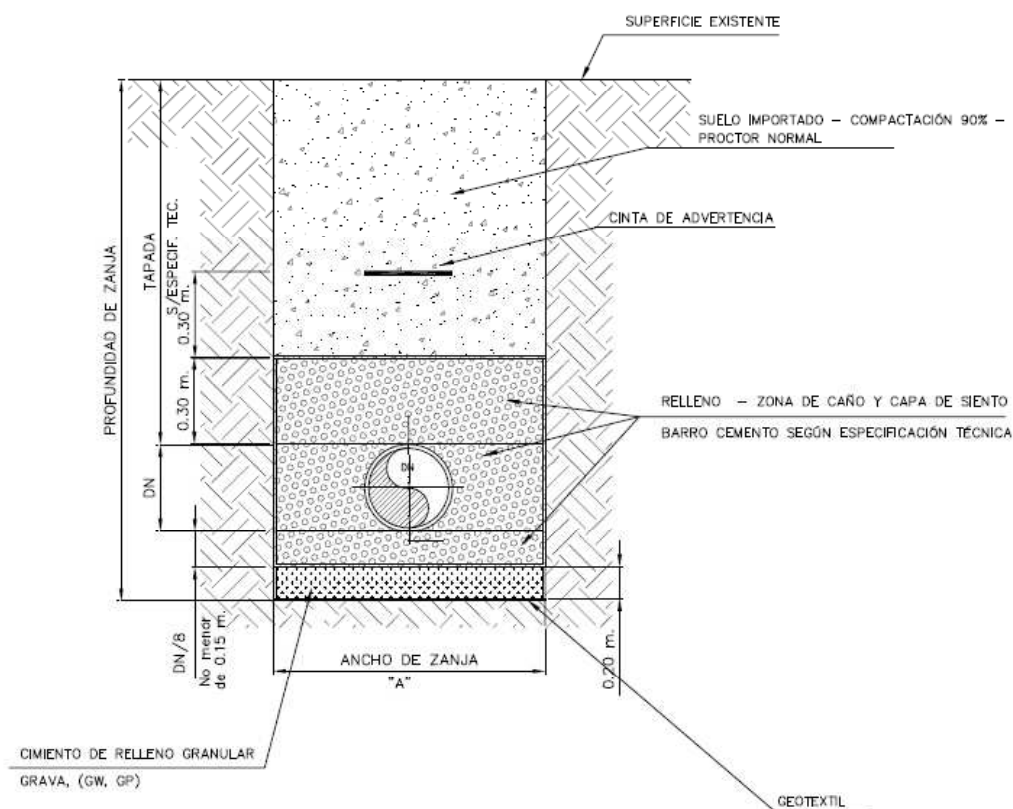 SUPERFICIE EXISTENTE
SUELO IMPORTADO – COMPACTACIÓN 90% –
PROCTOR NORMAL
CINTA DE ADVERTENCIA
PROFUNDIDAD DE ZANJA
TAPADA
S/ESPECIF. TEC.
0.30 m.
0.30 m.
RELLENO – ZONA DE CAÑO Y CAPA DE SIENTO
BARRO CEMENTO SEGÚN ESPECIFICACIÓN TÉCNICA
DN
DN
DN/8
No menor
de 0.15 m.
ANCHO DE ZANJA
"A"
0.20 m.
CIMIENTO DE RELLENO GRANULAR
GRAVA, (GW, GP)
GEOTEXTIL